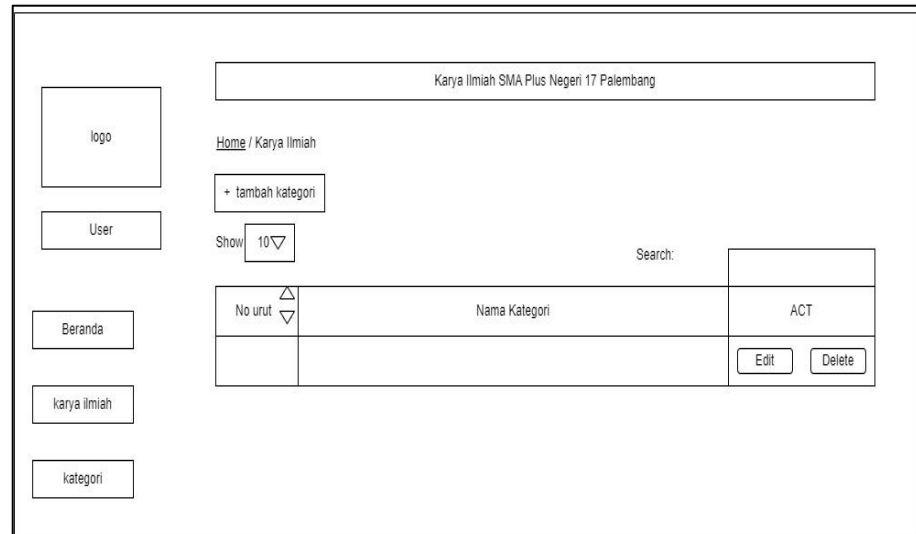 Karya Ilmiah SMA Plus Negeri 17 Palembang
logo
Home / Karya Ilmiah
+ tambah kategori
User
Show 10
Search:
No urut Nama Kategori ACT
Beranda
Edit Delete
karya ilmiah
kategori